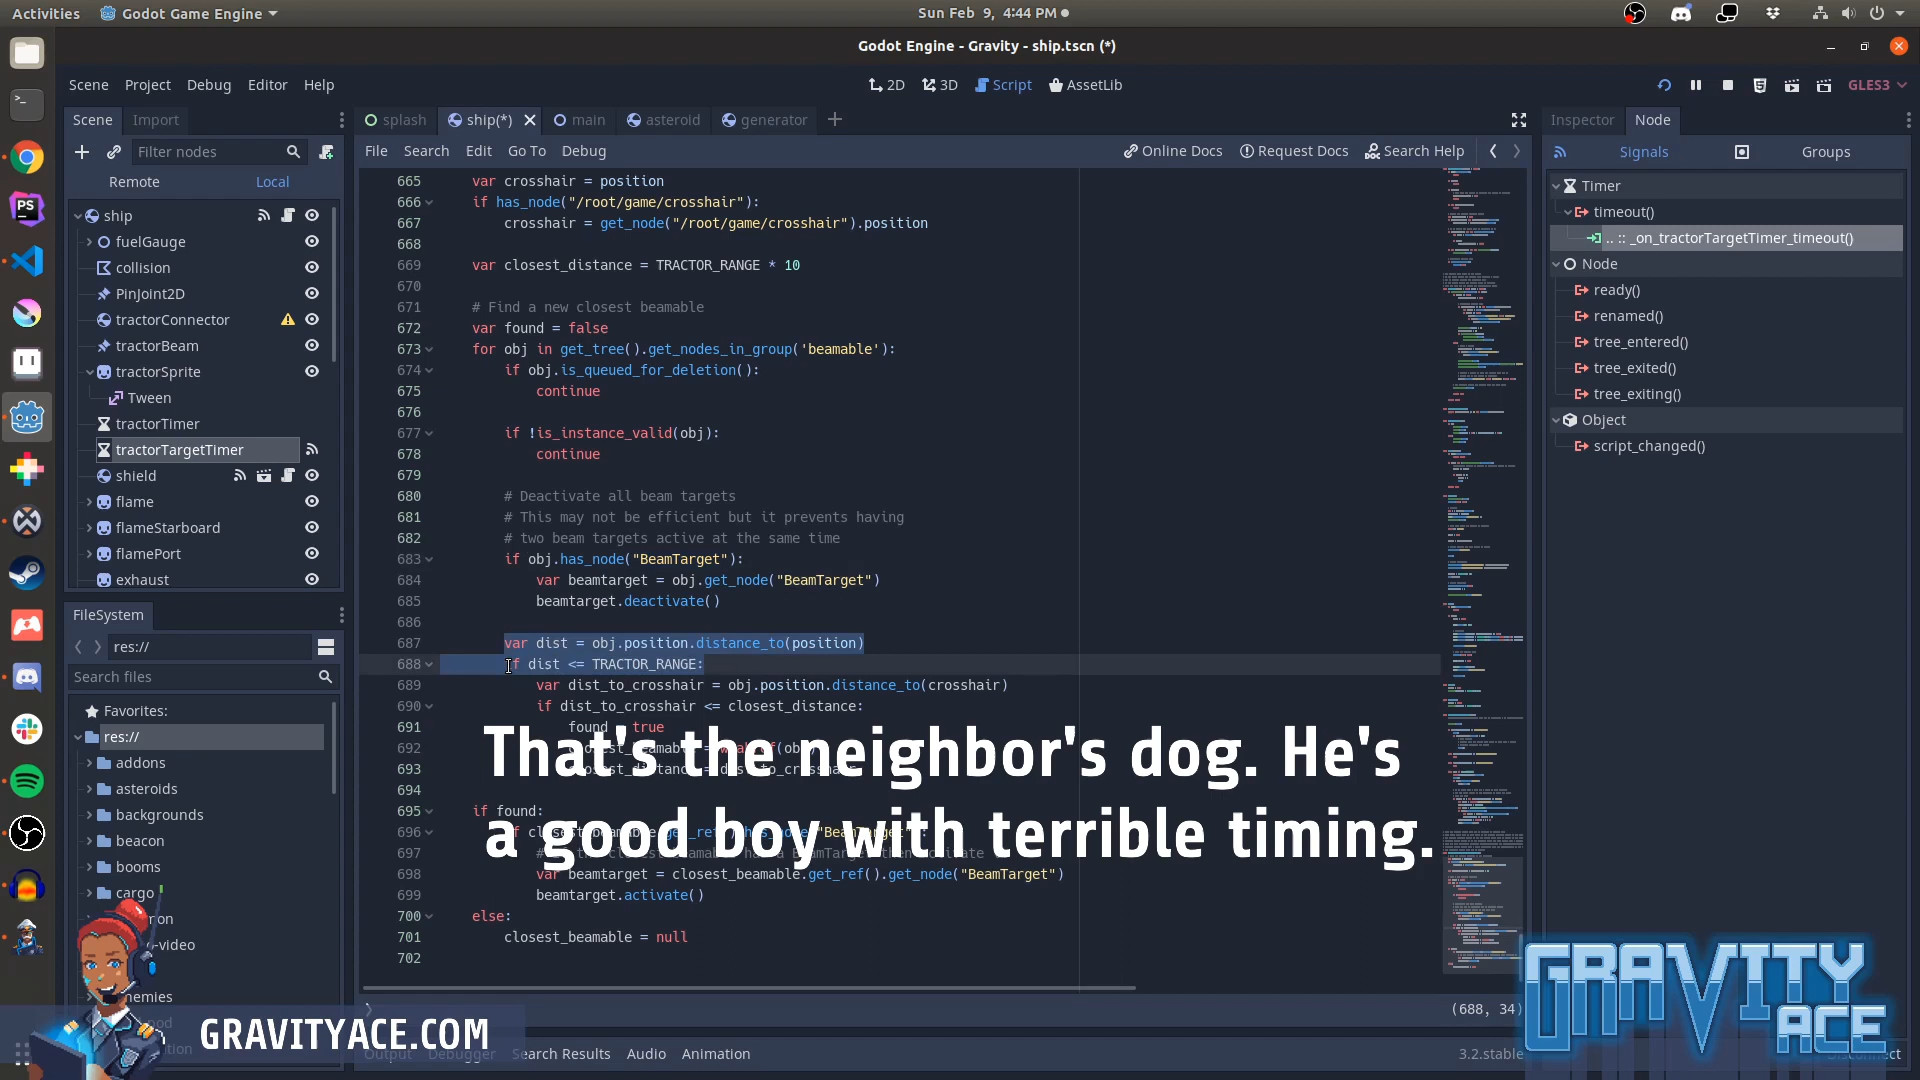 Activities
Godot Game Engine
Sun Feb 9, 4:44 PM
Godot Engine - Gravity - ship.tscn (*)
Scene Project Debug Editor Help
2D 3D Script AssetLib
GLES3
Scene Import
splash ship(*) main asteroid generator
Inspector Node
Filter nodes
File Search Edit Go To Debug
Online Docs Request Docs Search Help
Signals Groups
Remote Local
ship
fuelGauge
collision
PinJoint2D
tractorConnector
tractorBeam
tractorSprite
Tween
tractorTimer
tractorTargetTimer
shield
flame
flameStarboard
flamePort
exhaust
FileSystem
res://
Search files
Favorites:
res://
addons
asteroids
backgrounds
beacon
booms
cargo
665 var crosshair = position
666 if has_node("/root/game/crosshair"):
667 crosshair = get_node("/root/game/crosshair").position
668
669 var closest_distance = TRACTOR_RANGE * 10
670
671 # Find a new closest beamable
672 var found = false
673 for obj in get_tree().get_nodes_in_group('beamable'):
674 if obj.is_queued_for_deletion():
675 continue
676
677 if !is_instance_valid(obj):
678 continue
679
680 # Deactivate all beam targets
681 # This may not be efficient but it prevents having
682 # two beam targets active at the same time
683 if obj.has_node("BeamTarget"):
684 var beamtarget = obj.get_node("BeamTarget")
685 beamtarget.deactivate()
686
687 var dist = obj.position.distance_to(position)
688 if dist <= TRACTOR_RANGE:
689 var dist_to_crosshair = obj.position.distance_to(crosshair)
690 if dist_to_crosshair <= closest_distance:
691 found = true
692
693
694
695 if found:
696
697
698 var beamtarget = closest_beamable.get_ref().get_node("BeamTarget")
699 beamtarget.activate()
700 else:
701 closest_beamable = null
702
That's the neighbor's dog. He's
a good boy with terrible timing.
Timer
timeout()
.. :: _on_tractorTargetTimer_timeout()
Node
ready()
renamed()
tree_entered()
tree_exited()
tree_exiting()
Object
script_changed()
(688, 34)
Output Debugger Search Results Audio Animation
3.2.stable
GRAVITYACE.COM
GRAVITY
ACE